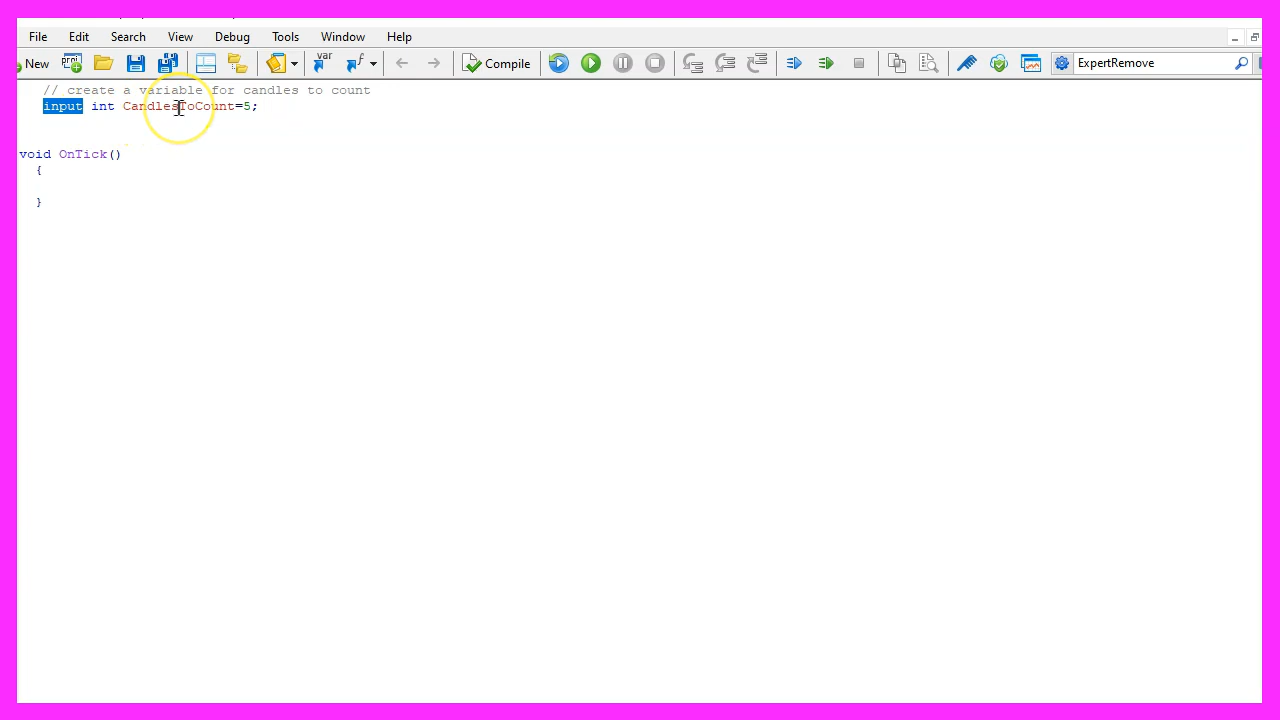 File Edit Search View Debug Tools Window Help
New proj var f Compile ExpertRemove
// create a variable for candles to count
input int CandlesToCount=5;
void OnTick()
{
}